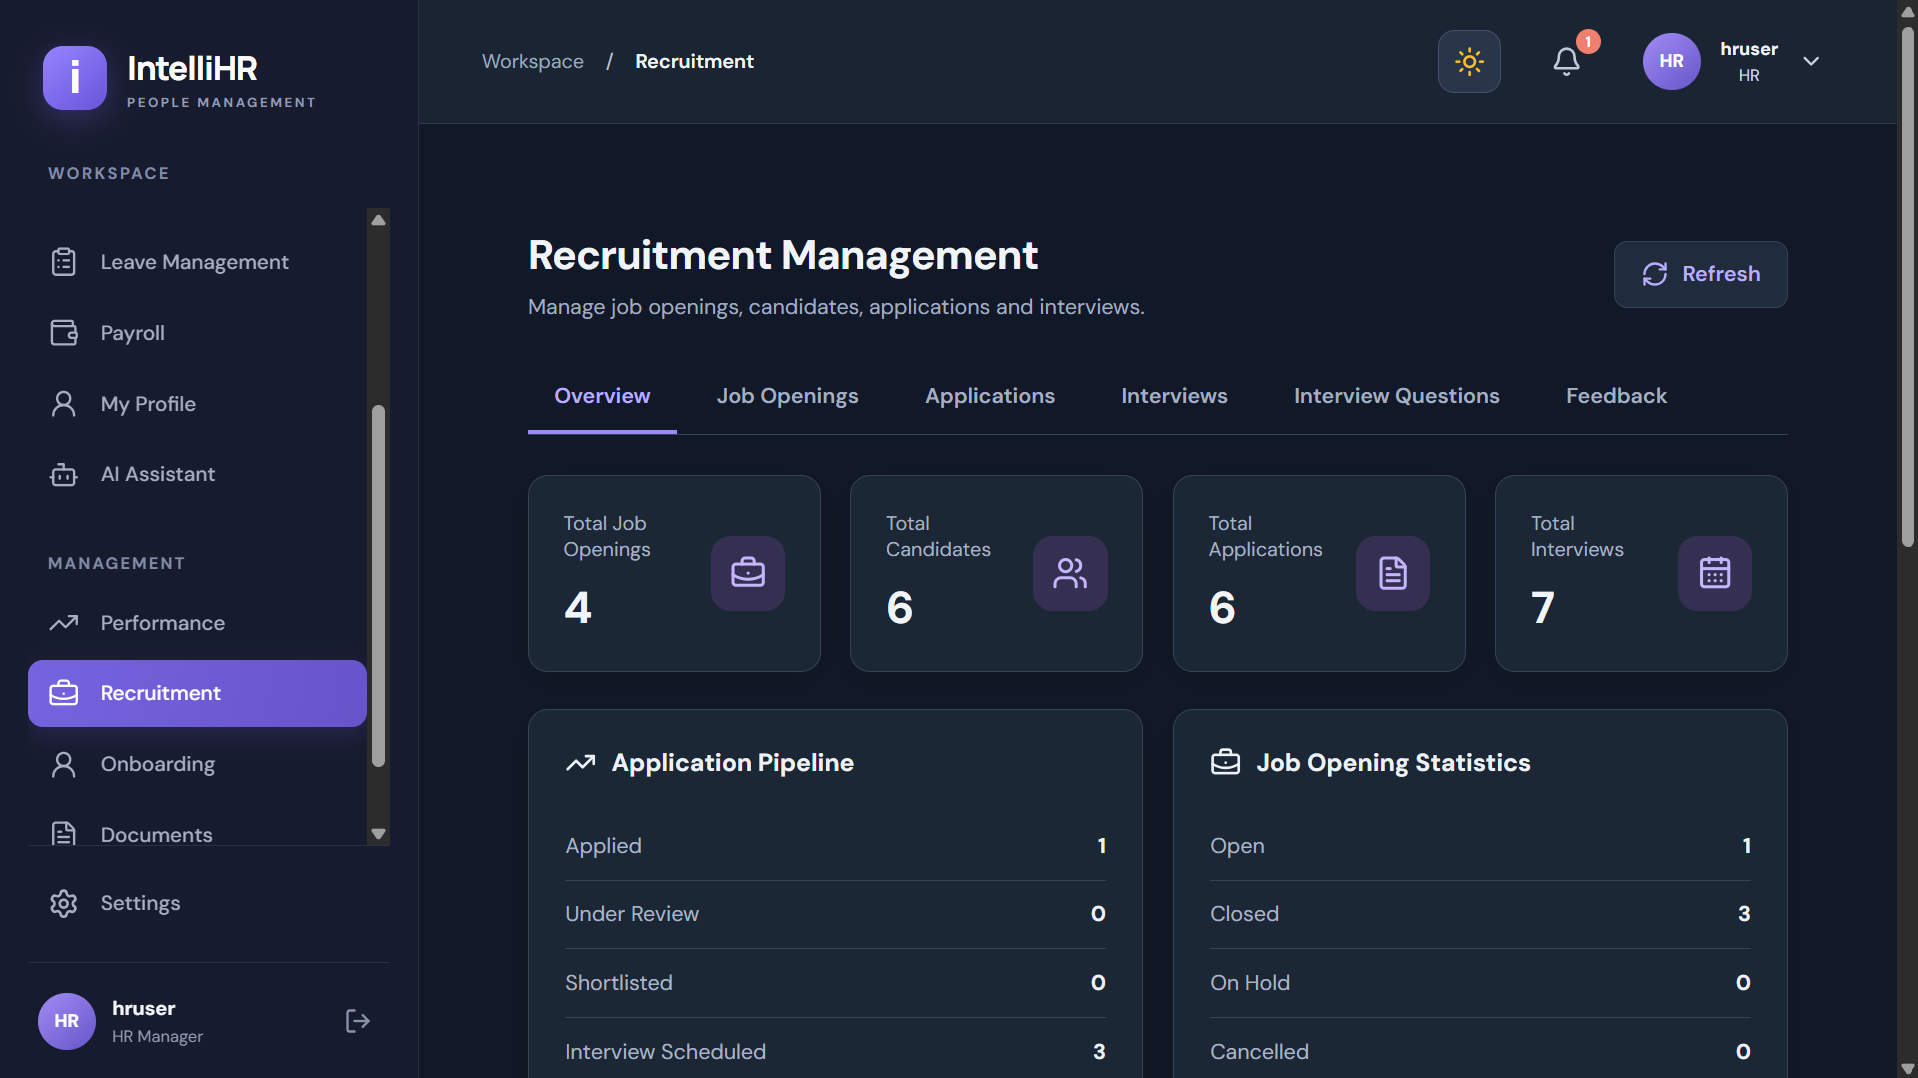 i
IntelliHR
PEOPLE MANAGEMENT
WORKSPACE
Leave Management
Payroll
My Profile
AI Assistant
MANAGEMENT
Performance
Recruitment
Onboarding
Documents
Settings
HR
hruser
HR Manager
Workspace / Recruitment
1
HR
hruser
HR
Recruitment Management
Manage job openings, candidates, applications and interviews.
Refresh
Overview
Job Openings
Applications
Interviews
Interview Questions
Feedback
Total Job
Openings
4
Total
Candidates
6
Total
Applications
6
Total
Interviews
7
Application Pipeline
Applied 1
Under Review 0
Shortlisted 0
Interview Scheduled 3
Job Opening Statistics
Open 1
Closed 3
On Hold 0
Cancelled 0